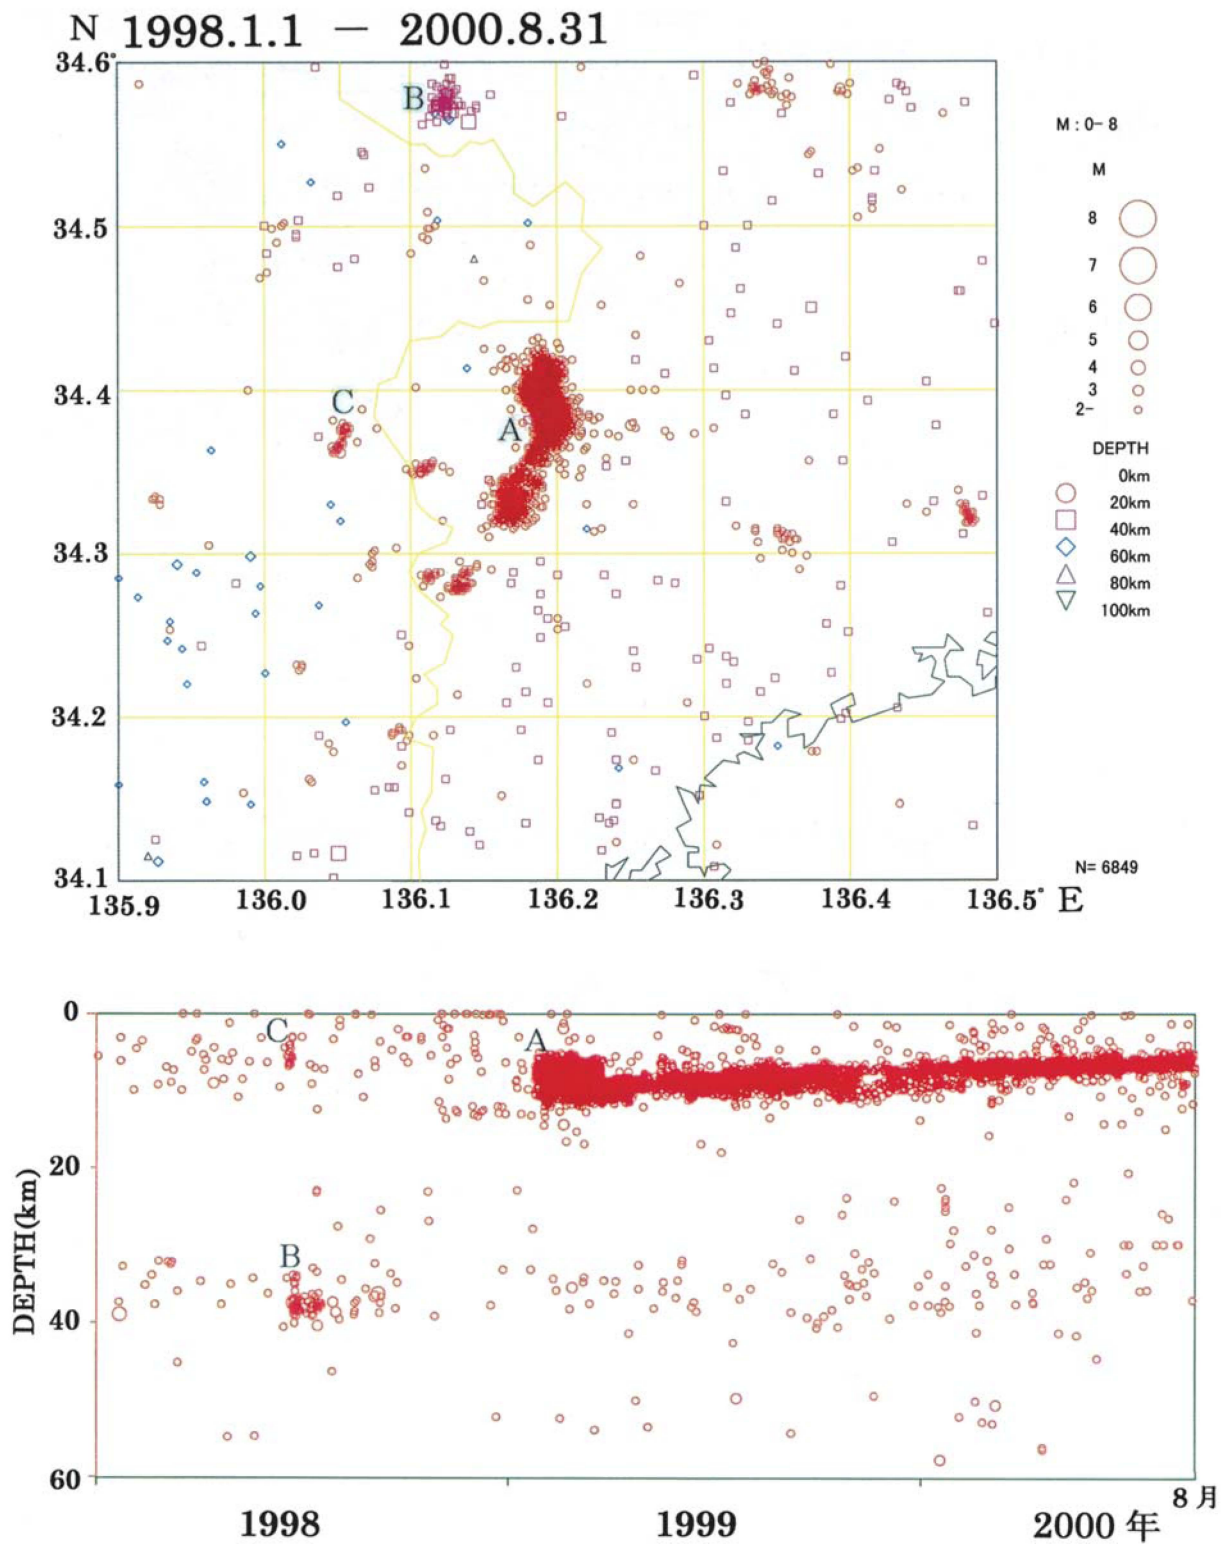 N 1998.1.1 − 2000.8.31
34.6°
B
M : 0- 8
M
8
34.5
7
6
5
4
34.4
3
C
2-
A
DEPTH
0km
20km
40km
60km
34.3
80km
100km
34.2
N= 6849
34.1
135.9 136.0 136.1 136.2 136.3 136.4 136.5° E
0
C
A
20
B
DEPTH(km)
40
60
8 月
1998 1999 2000 年